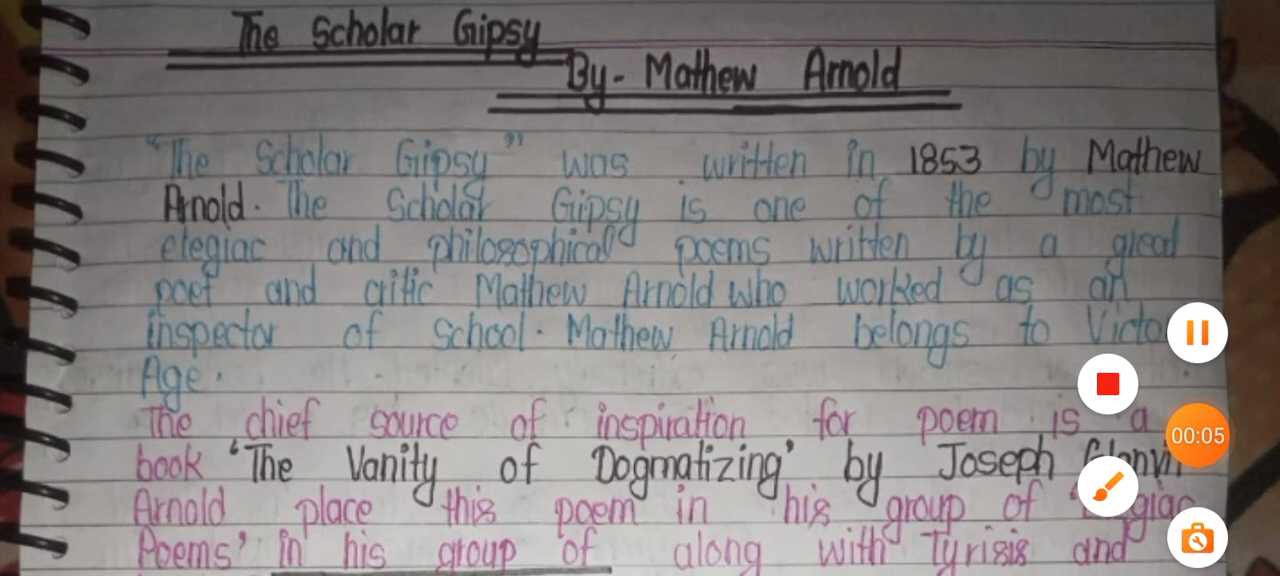 The Scholar Gipsy
By - Mathew Arnold
"The Scholar Gipsy" was written in 1853 by Mathew
Arnold. The Scholar Gipsy is one of the most
elegiac and philosophical poems written by a great
poet and critic Mathew Arnold who worked as an
inspector of School. Mathew Arnold belongs to
Age.
The chief source of inspiration for poem is a
book 'The Vanity of Dogmatizing' by Joseph
Arnold place this poem in his group of
Poems' in his group of along with Tyrisis and
00:05